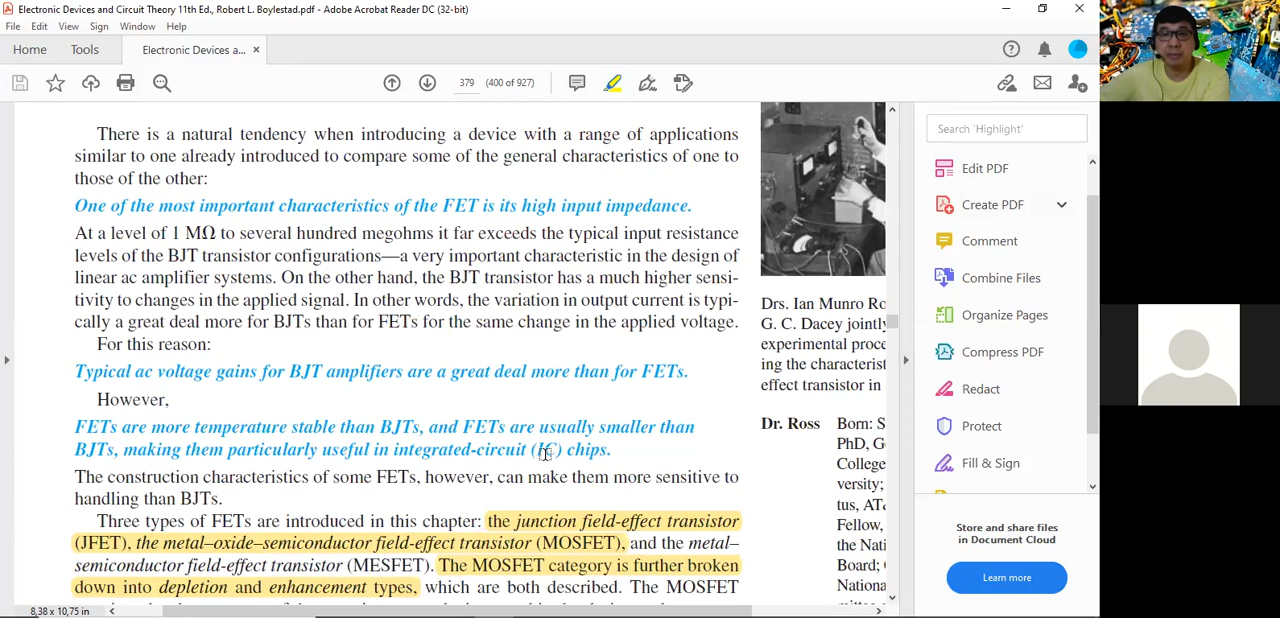 Electronic Devices and Circuit Theory 11th Ed., Robert L. Boylestad.pdf - Adobe Acrobat Reader DC (32-bit)
File Edit View Sign Window Help
Home Tools Electronic Devices a... ×
379 (400 of 927)
There is a natural tendency when introducing a device with a range of applications
similar to one already introduced to compare some of the general characteristics of one to
those of the other:
One of the most important characteristics of the FET is its high input impedance.
At a level of 1 MΩ to several hundred megohms it far exceeds the typical input resistance
levels of the BJT transistor configurations—a very important characteristic in the design of
linear ac amplifier systems. On the other hand, the BJT transistor has a much higher sensi-
tivity to changes in the applied signal. In other words, the variation in output current is typi-
cally a great deal more for BJTs than for FETs for the same change in the applied voltage.
For this reason:
Typical ac voltage gains for BJT amplifiers are a great deal more than for FETs.
However,
FETs are more temperature stable than BJTs, and FETs are usually smaller than
BJTs, making them particularly useful in integrated-circuit (IC) chips.
The construction characteristics of some FETs, however, can make them more sensitive to
handling than BJTs.
Three types of FETs are introduced in this chapter: the junction field-effect transistor
(JFET), the metal–oxide–semiconductor field-effect transistor (MOSFET), and the metal–
semiconductor field-effect transistor (MESFET). The MOSFET category is further broken
down into depletion and enhancement types, which are both described. The MOSFET
8,38 x 10,75 in
Drs. Ian Munro Ro
G. C. Dacey jointly
experimental proce
ing the characterist
effect transistor in
Dr. Ross Born: S
PhD, G
College
versity;
tus, AT&
Fellow,
the Nati
Board;
National
Search 'Highlight'
Edit PDF
Create PDF
Comment
Combine Files
Organize Pages
Compress PDF
Redact
Protect
Fill & Sign
Store and share files
in Document Cloud
Learn more